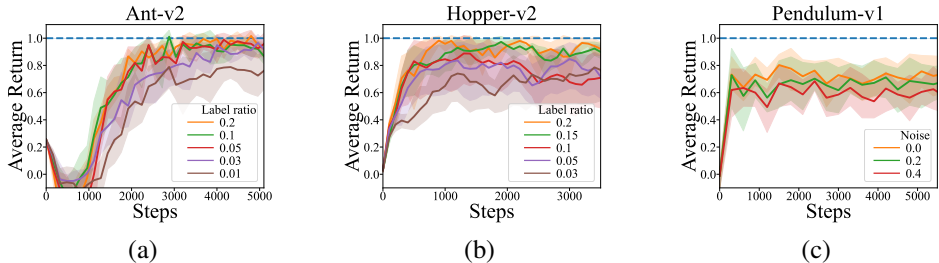 Ant-v2
Average Return
1.0
0.8
0.6
0.4
0.2
0.0
Label ratio
0.2
0.1
0.05
0.03
0.01
0 1000 2000 3000 4000 5000
Steps
(a)
Hopper-v2
Average Return
1.0
0.8
0.6
0.4
0.2
0.0
Label ratio
0.2
0.15
0.1
0.05
0.03
0 1000 2000 3000
Steps
(b)
Pendulum-v1
Average Return
1.0
0.8
0.6
0.4
0.2
0.0
Noise
0.0
0.2
0.4
0 1000 2000 3000 4000 5000
Steps
(c)